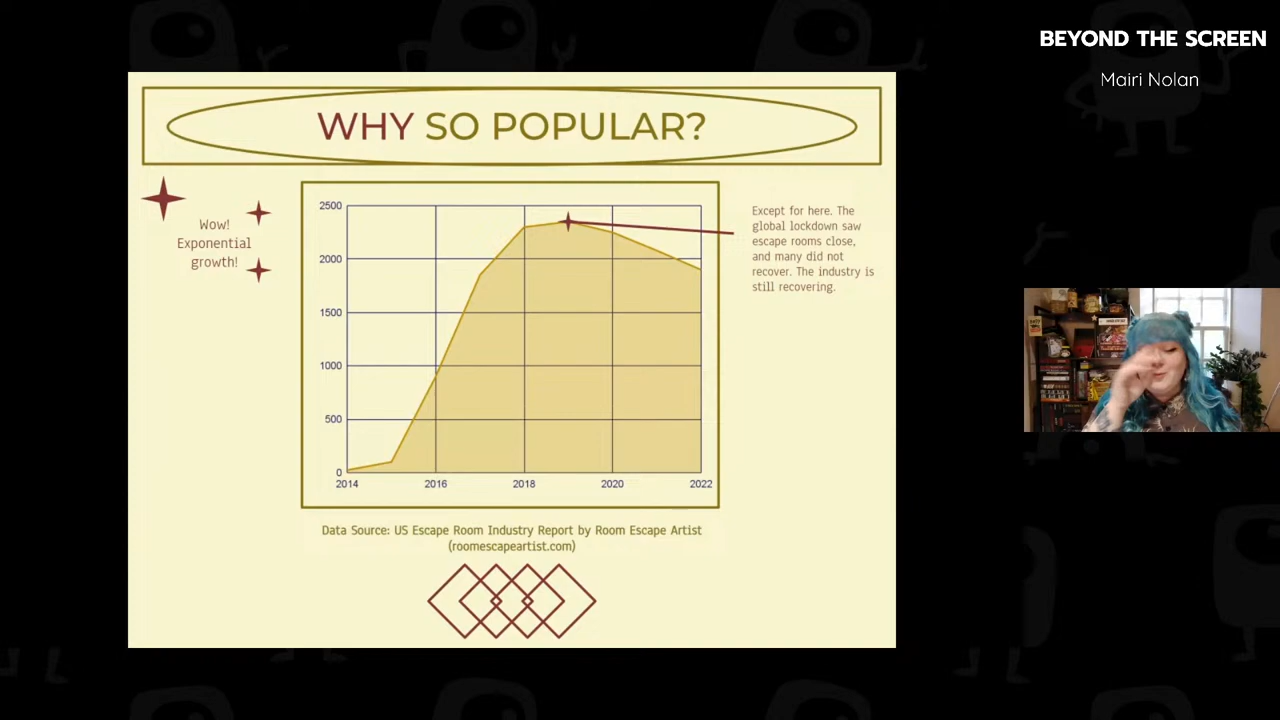 BEYOND THE SCREEN
Mairi Nolan
WHY SO POPULAR?
Wow!
Exponential
growth!
2500
2000
1500
1000
500
0
2014
2016
2018
2020
2022
Except for here. The
global lockdown saw
escape rooms close,
and many did not
recover. The industry is
still recovering.
Data Source: US Escape Room Industry Report by Room Escape Artist
(roomescapeartist.com)